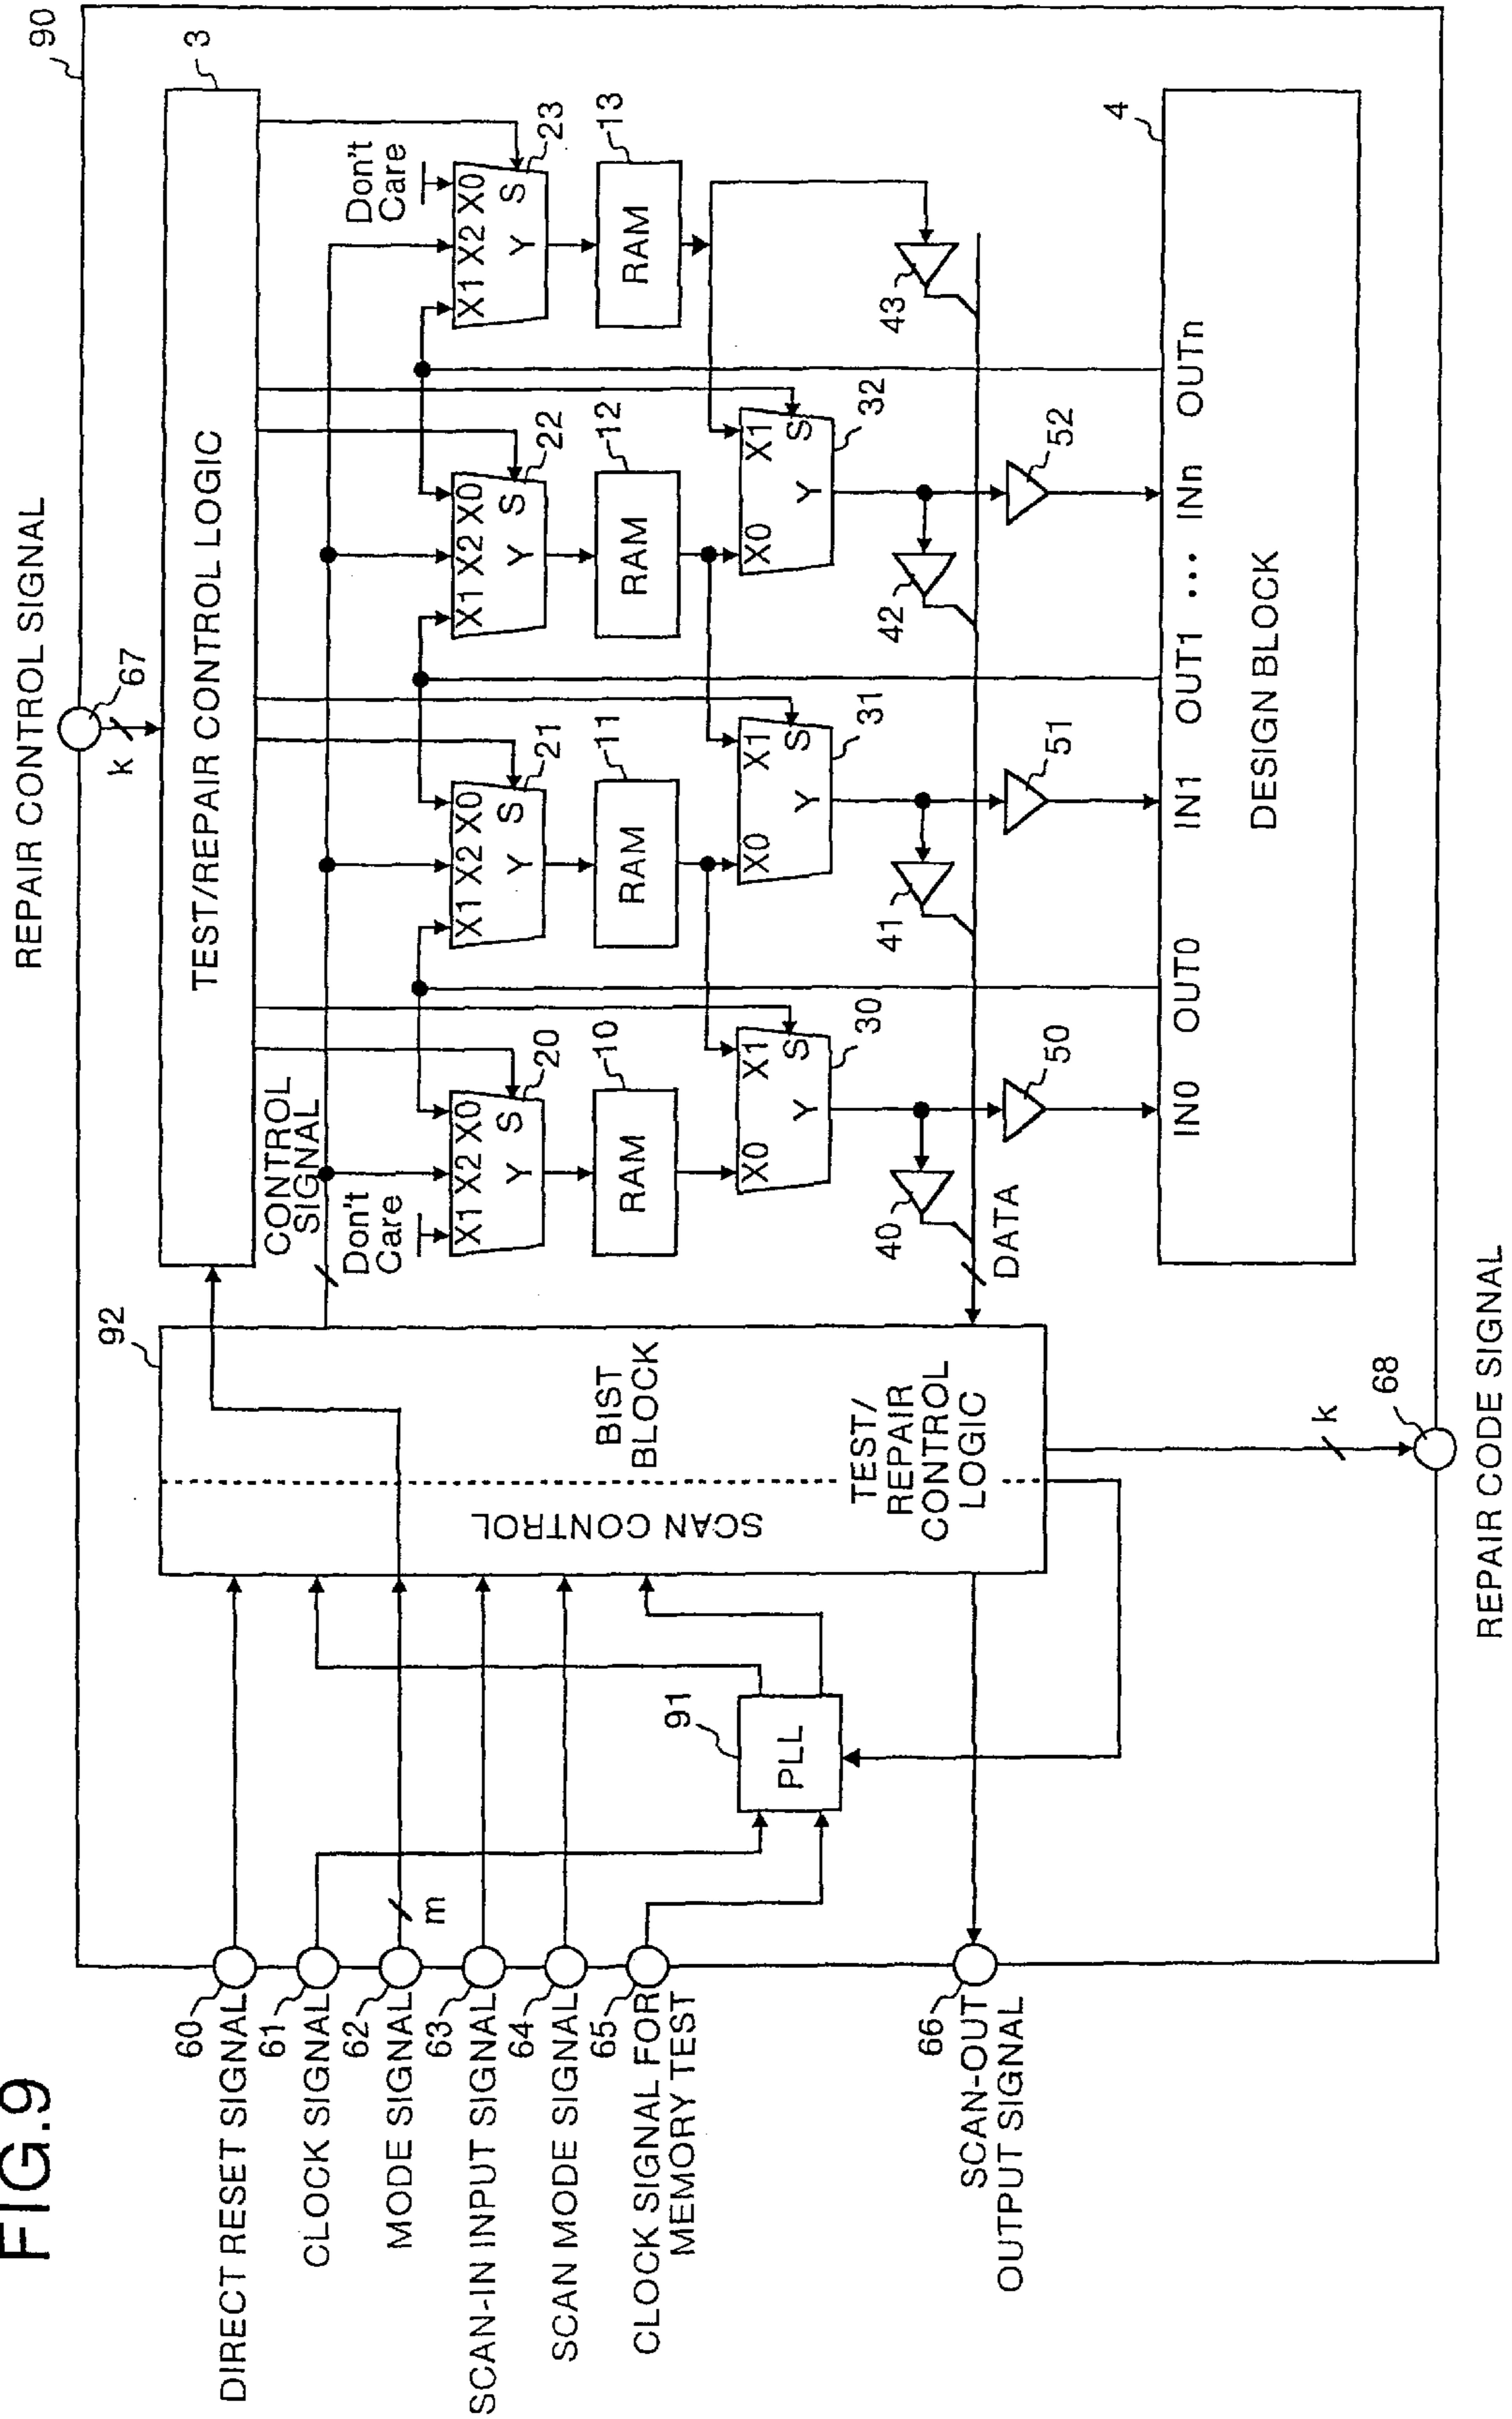 FIG.9
REPAIR CONTROL SIGNAL
67
k
90
3
TEST/REPAIR CONTROL LOGIC
92
CONTROL
SIGNAL
Don't
Care
X1 X2 X0
S
Y
20
X1 X2 X0
S
Y
21
X1 X2 X0
S
Y
22
Don't
Care
X1 X2 X0
S
Y
23
RAM
10
RAM
11
RAM
12
RAM
13
X0
X1
S
Y
30
X0
X1
S
Y
31
X0
X1
S
Y
32
40
41
42
43
DATA
50
51
52
4
IN0
OUT0
IN1
OUT1
...
INn
OUTn
DESIGN BLOCK
BIST
BLOCK
SCAN CONTROL
TEST/
REPAIR
CONTROL
LOGIC
91
PLL
60
DIRECT RESET SIGNAL
61
CLOCK SIGNAL
62
MODE SIGNAL
m
63
SCAN-IN INPUT SIGNAL
64
SCAN MODE SIGNAL
65
CLOCK SIGNAL FOR
MEMORY TEST
66
SCAN-OUT
OUTPUT SIGNAL
k
68
REPAIR CODE SIGNAL